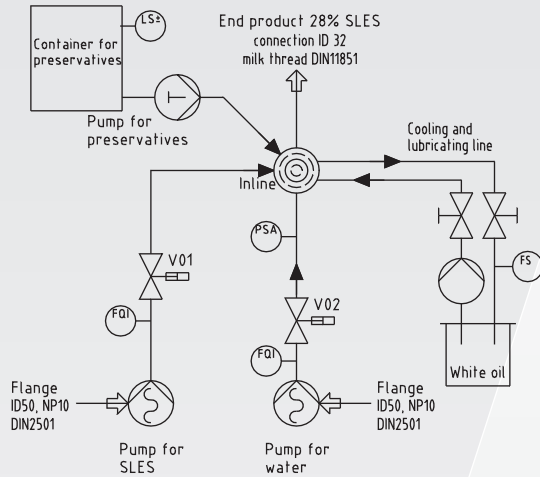 LS±
Container for
preservatives
End product 28% SLES
connection ID 32
milk thread DIN11851
Pump for
preservatives
Cooling and
lubricating line
Inline
PSA
V01
FS
V02
FQI
FQI
White oil
Flange
ID50, NP10
DIN2501
Flange
ID50, NP10
DIN2501
Pump for
SLES
Pump for
water